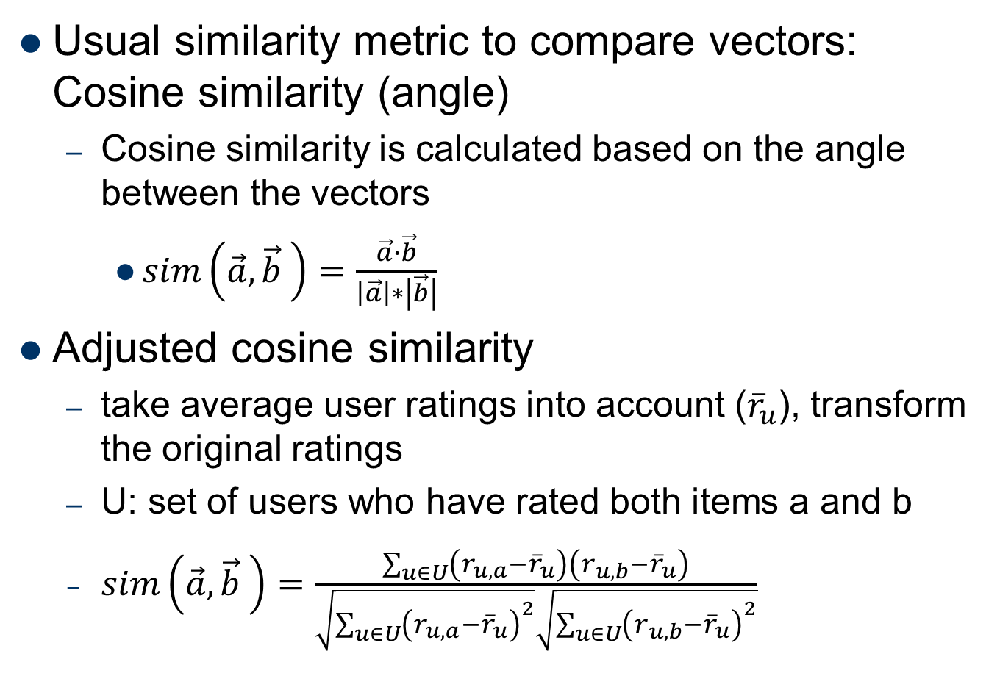 ● Usual similarity metric to compare vectors:
Cosine similarity (angle)
– Cosine similarity is calculated based on the angle
between the vectors
● $sim\left(\vec{a},\vec{b}\right) = \frac{\vec{a}\cdot\vec{b}}{|\vec{a}|*|\vec{b}|}$
● Adjusted cosine similarity
– take average user ratings into account ($\bar{r}_u$), transform
the original ratings
– U: set of users who have rated both items a and b
– $sim\left(\vec{a},\vec{b}\right) = \frac{\sum_{u\in U}(r_{u,a}-\bar{r}_u)(r_{u,b}-\bar{r}_u)}{\sqrt{\sum_{u\in U}(r_{u,a}-\bar{r}_u)^2}\sqrt{\sum_{u\in U}(r_{u,b}-\bar{r}_u)^2}}$